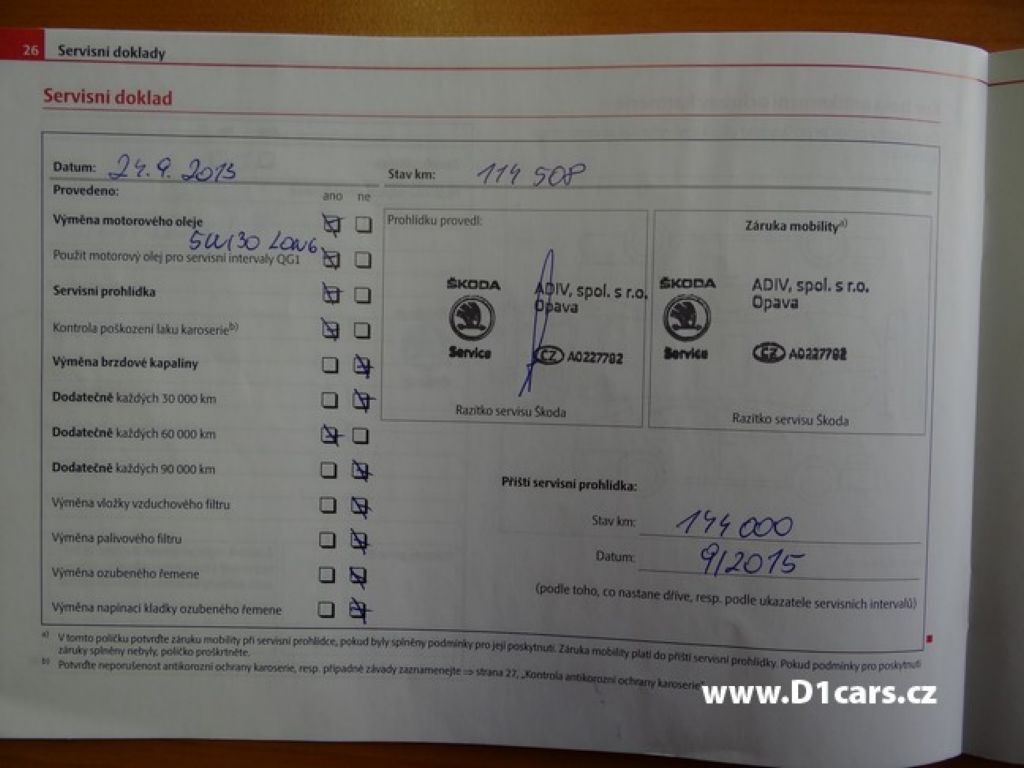 26 Servisní doklady
Servisní doklad
Datum: 24.9.2013
Stav km: 114 508
Provedeno:
ano ne
Výměna motorového oleje
5W30 LONG
Použit motorový olej pro servisní intervaly QG1
Servisní prohlídka
Kontrola poškození laku karoserie b)
Výměna brzdové kapaliny
Dodatečně každých 30 000 km
Dodatečně každých 60 000 km
Dodatečně každých 90 000 km
Výměna vložky vzduchového filtru
Výměna palivového filtru
Výměna ozubeného řemene
Výměna napínací kladky ozubeného řemene
Prohlídku provedl:
ŠKODA
Service
ADIV, spol. s r.o.
Opava
CZ A0227782
Razítko servisu Škoda
Záruka mobility a)
ŠKODA
Service
ADIV, spol. s r.o.
Opava
CZ A0227782
Razítko servisu Škoda
Příští servisní prohlídka:
Stav km: 144 000
Datum: 9/2015
(podle toho, co nastane dříve, resp. podle ukazatele servisních intervalů)
a) V tomto políčku potvrďte záruku mobility při servisní prohlídce, pokud byly splněny podmínky pro její poskytnutí. Záruka mobility platí do příští servisní prohlídky. Pokud podmínky pro poskytnutí
záruky splněny nebyly, políčko proškrtněte.
b) Potvrďte neporušenost antikorozní ochrany karoserie, resp. případné závady zaznamenejte ⇒ strana 27, „Kontrola antikorozní ochrany karoserie“
www.D1cars.cz